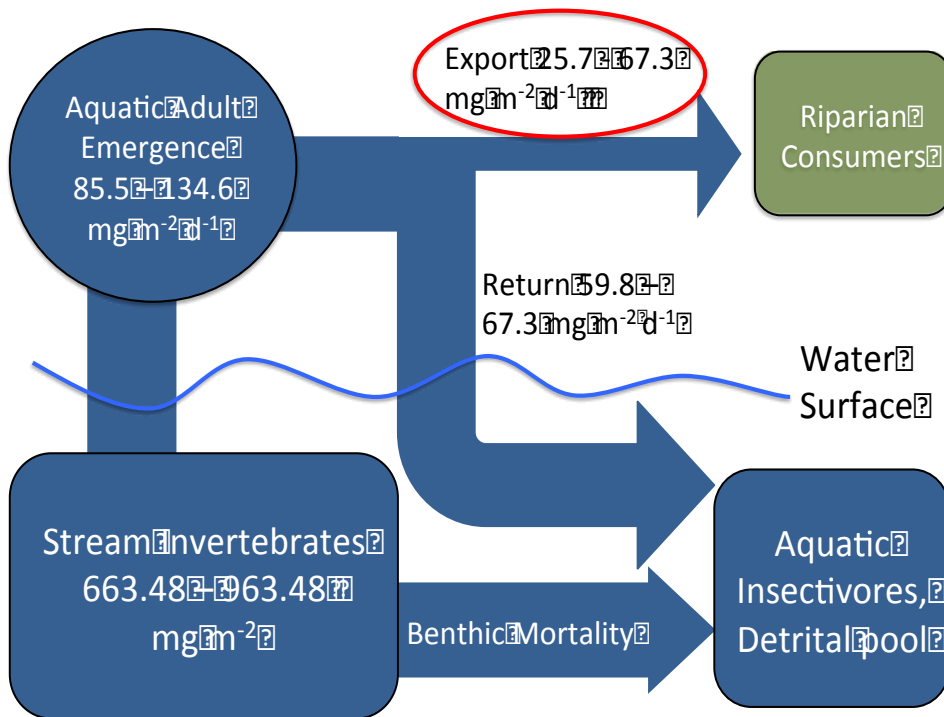 Export 25.7 – 67.3
mg m-2 d-1
Aquatic Adult
Emergence
85.5 – 134.6
mg m-2 d-1
Riparian
Consumers
Return 59.8 –
67.3 mg m-2 d-1
Water
Surface
Stream Invertebrates
663.48 – 963.48
mg m-2
Benthic Mortality
Aquatic
Insectivores,
Detrital pool